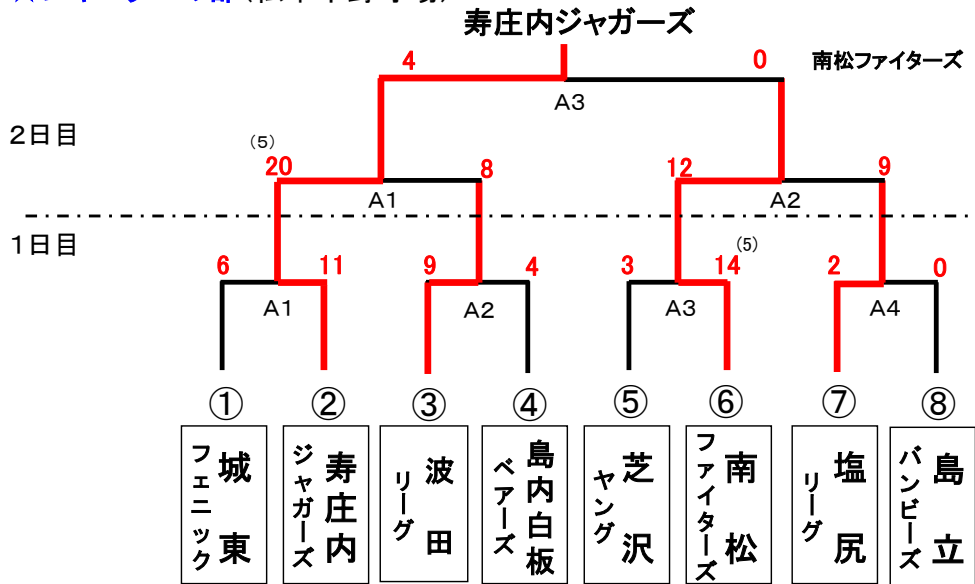 寿庄内ジャガーズ
4
0
南松ファイターズ
A3
2日目
(5)
20
8
12
9
A1
A2
1日目
6
11
9
4
3
14
(5)
2
0
A1
A2
A3
A4
①
②
③
④
⑤
⑥
⑦
⑧
城東
フェニック
寿庄内
ジャガーズ
波田
リーグ
島内白板
ベアーズ
芝沢
ヤング
南松
ファイターズ
塩尻
リーグ
島立
バンビーズ